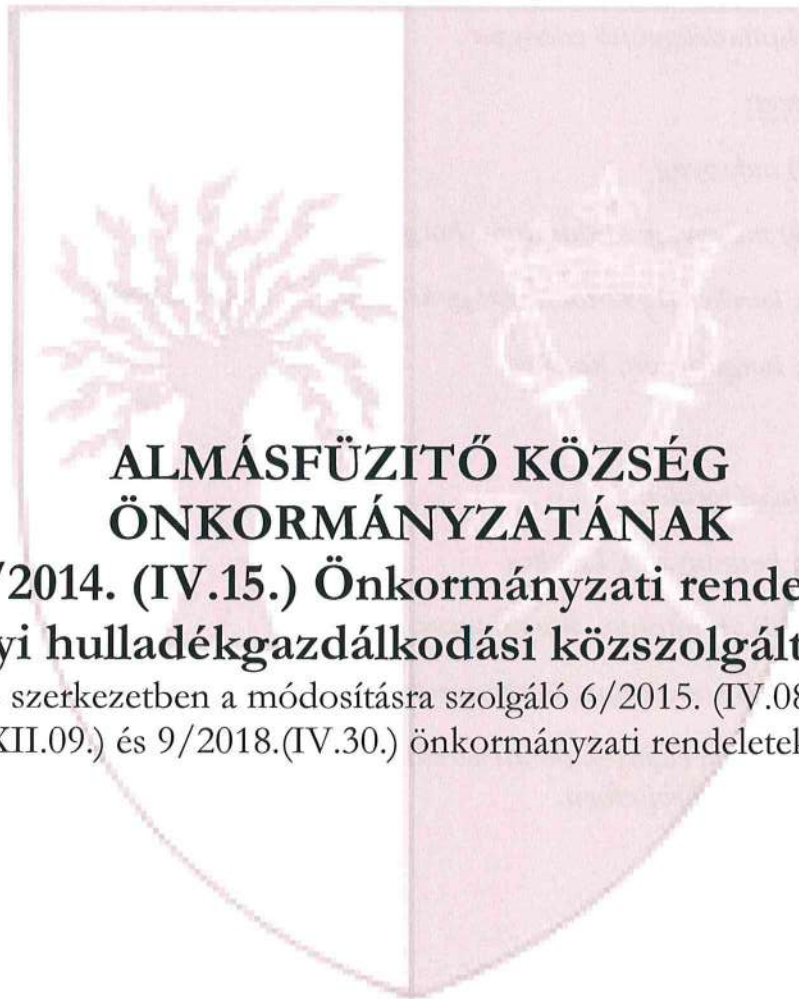 ALMÁSFÜZITŐ KÖZSÉG
ÖNKORMÁNYZATÁNAK
/2014. (IV.15.) Önkormányzati rende
yi hulladékgazdálkodási közszolgált
szerkezetben a módosításra szolgáló 6/2015. (IV.08
XII.09.) és 9/2018.(IV.30.) önkormányzati rendeletek